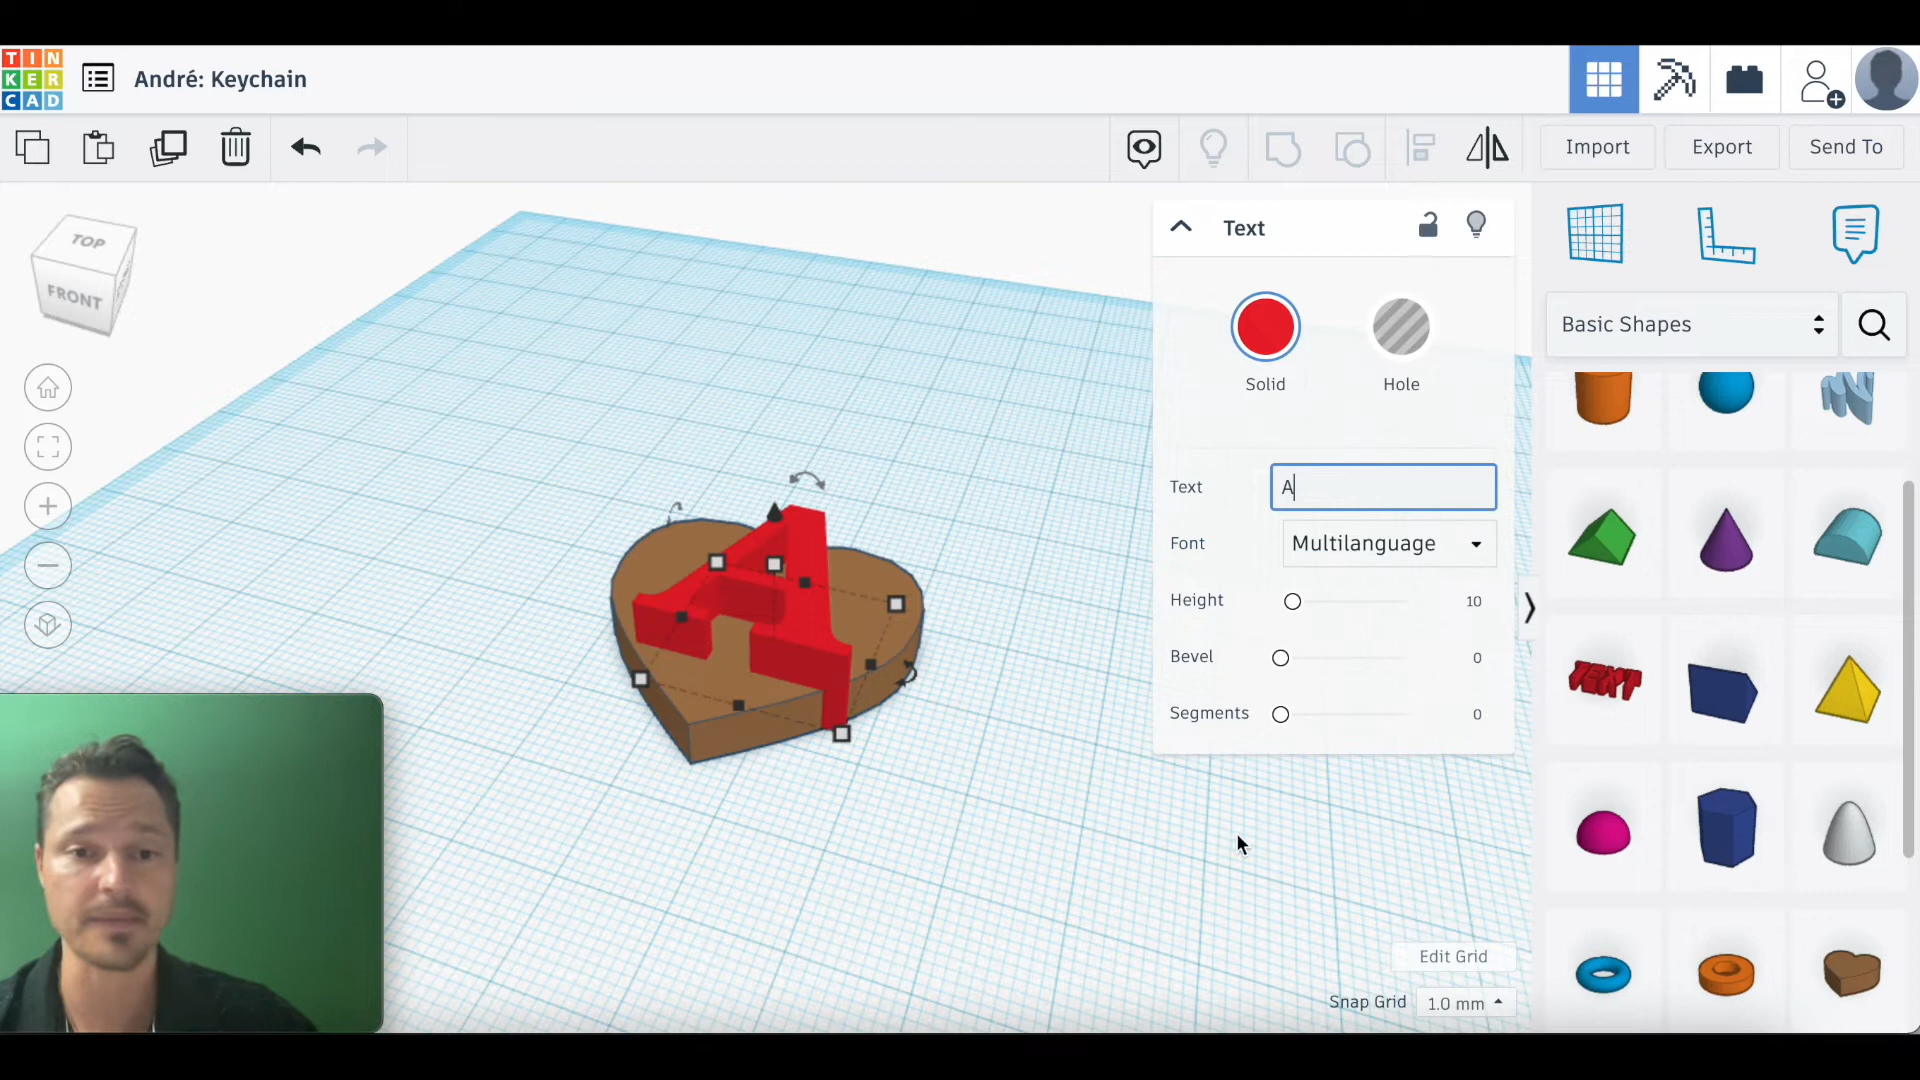 TIN
KER
CAD
André: Keychain
Import
Export
Send To
TOP
FRONT
Text
Solid
Hole
Text
A
Font
Multilanguage
Height
10
Bevel
0
Segments
0
Basic Shapes
TEXT
Edit Grid
Snap Grid
1.0 mm